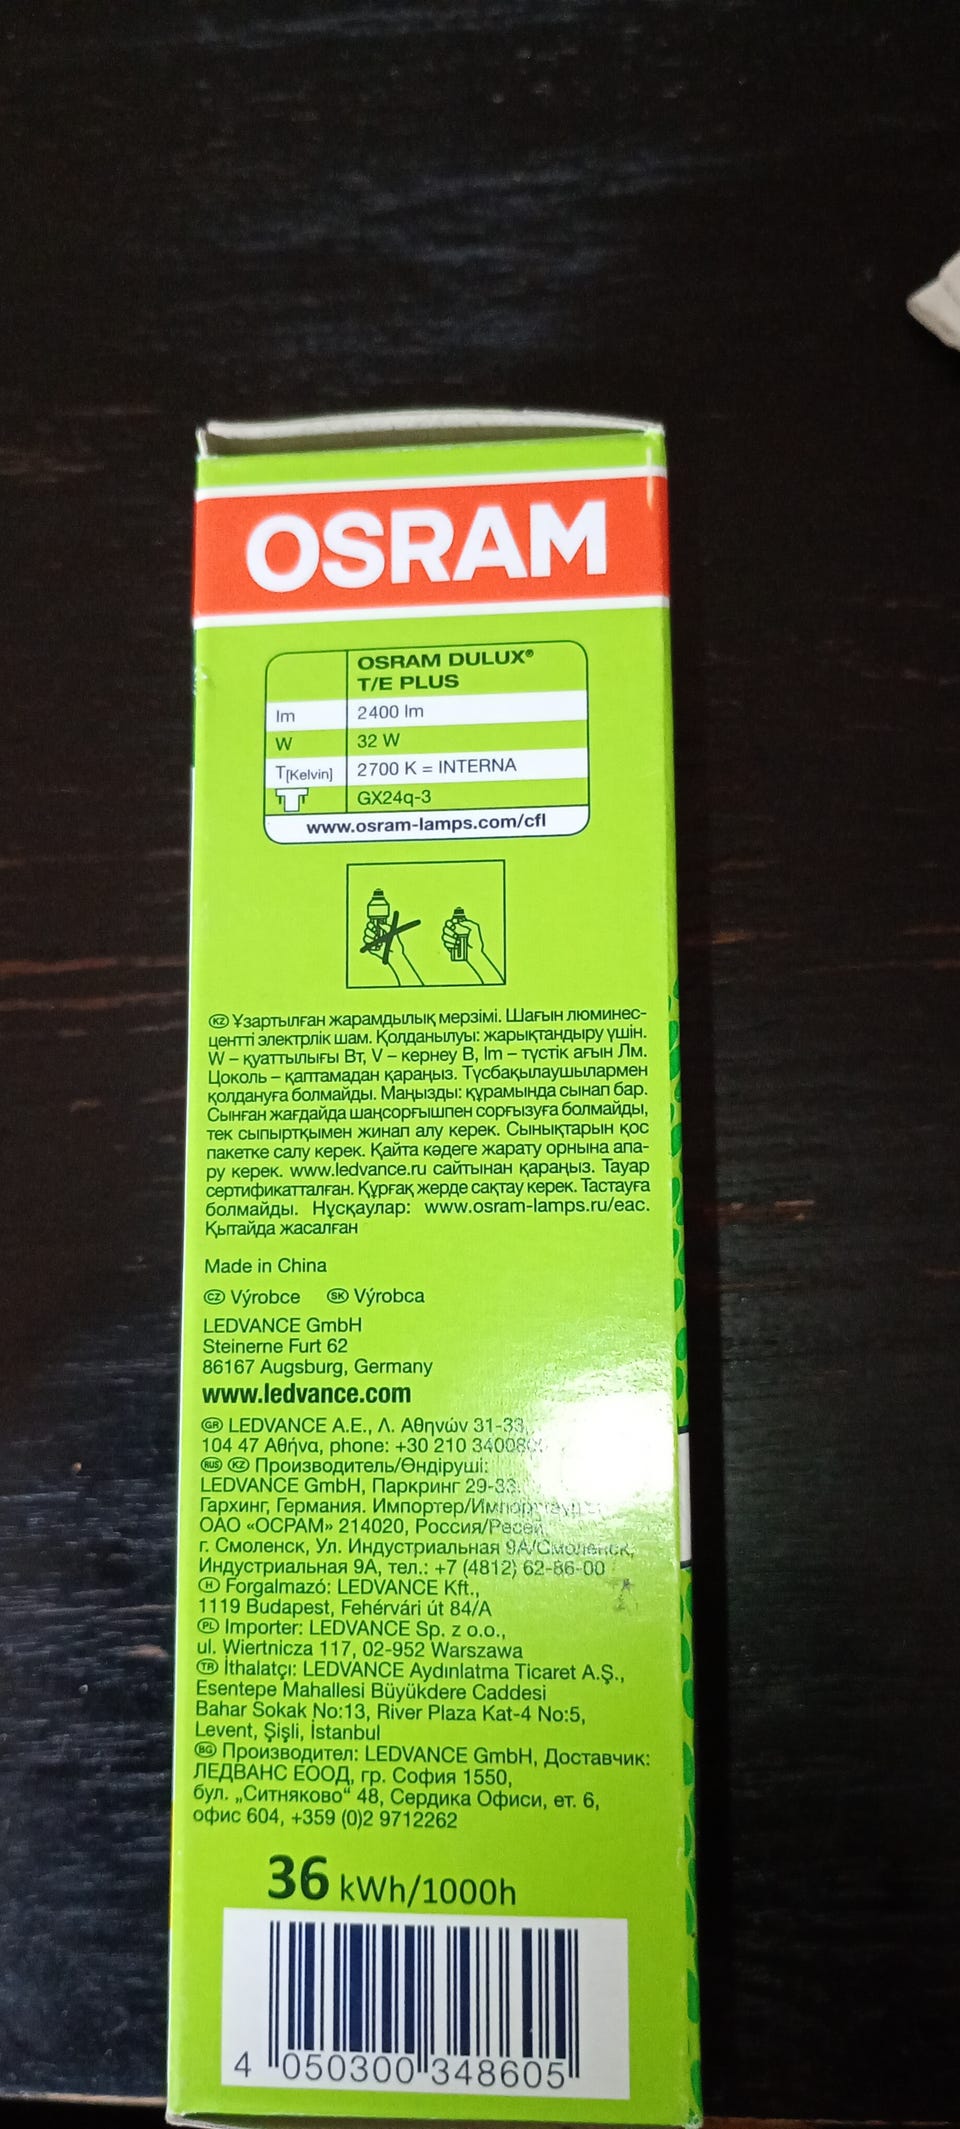 OSRAM
OSRAM DULUX®
T/E PLUS
lm 2400 lm
W 32 W
T[Kelvin] 2700 K = INTERNA
GX24q-3
www.osram-lamps.com/cfl
KZ Ұзартылған жарамдылық мерзімі. Шағын люминес-
центті электрлік шам. Қолданылуы: жарықтандыру үшін.
W – қуаттылығы Вт, V – кернеу В, lm – түстік ағын Лм.
Цоколь – қаптамадан қараңыз. Түсбақылаушылармен
қолдануға болмайды. Маңызды: құрамында сынап бар.
Сынған жағдайда шаңсорғышпен сорғызуға болмайды,
тек сыпыртқымен жинап алу керек. Сынықтарын қос
пакетке салу керек. Қайта кәдеге жарату орнына апа-
ру керек. www.ledvance.ru сайтынан қараңыз. Тауар
сертификатталған. Құрғақ жерде сақтау керек. Тастауға
болмайды. Нұсқаулар: www.osram-lamps.ru/eac.
Қытайда жасалған
Made in China
CZ Výrobce SK Výrobca
LEDVANCE GmbH
Steinerne Furt 62
86167 Augsburg, Germany
www.ledvance.com
GR LEDVANCE A.E., Λ. Αθηνών 31-33,
104 47 Αθήνα, phone: +30 210
RUS KZ Производитель/Өндіруші:
LEDVANCE GmbH, Паркринг 29-33,
Гархинг, Германия. Импортер/
ОАО «ОСРАМ» 214020, Россия/Ресей,
г. Смоленск, Ул. Индустриальная 9А/Смоленск,
Индустриальная 9А, тел.: +7 (4812) 62-86-00
H Forgalmazó: LEDVANCE Kft.,
1119 Budapest, Fehérvári út 84/A
PL Importer: LEDVANCE Sp. z o.o.,
ul. Wiertnicza 117, 02-952 Warszawa
TR İthalatçı: LEDVANCE Aydınlatma Ticaret A.Ş.,
Esentepe Mahallesi Büyükdere Caddesi
Bahar Sokak No:13, River Plaza Kat-4 No:5,
Levent, Şişli, İstanbul
BG Производител: LEDVANCE GmbH, Доставчик:
ЛЕДВАНС ЕООД, гр. София 1550,
бул. „Ситняково“ 48, Сердика Офиси, ет. 6,
офис 604, +359 (0)2 9712262
36 kWh/1000h
4 050300 348605